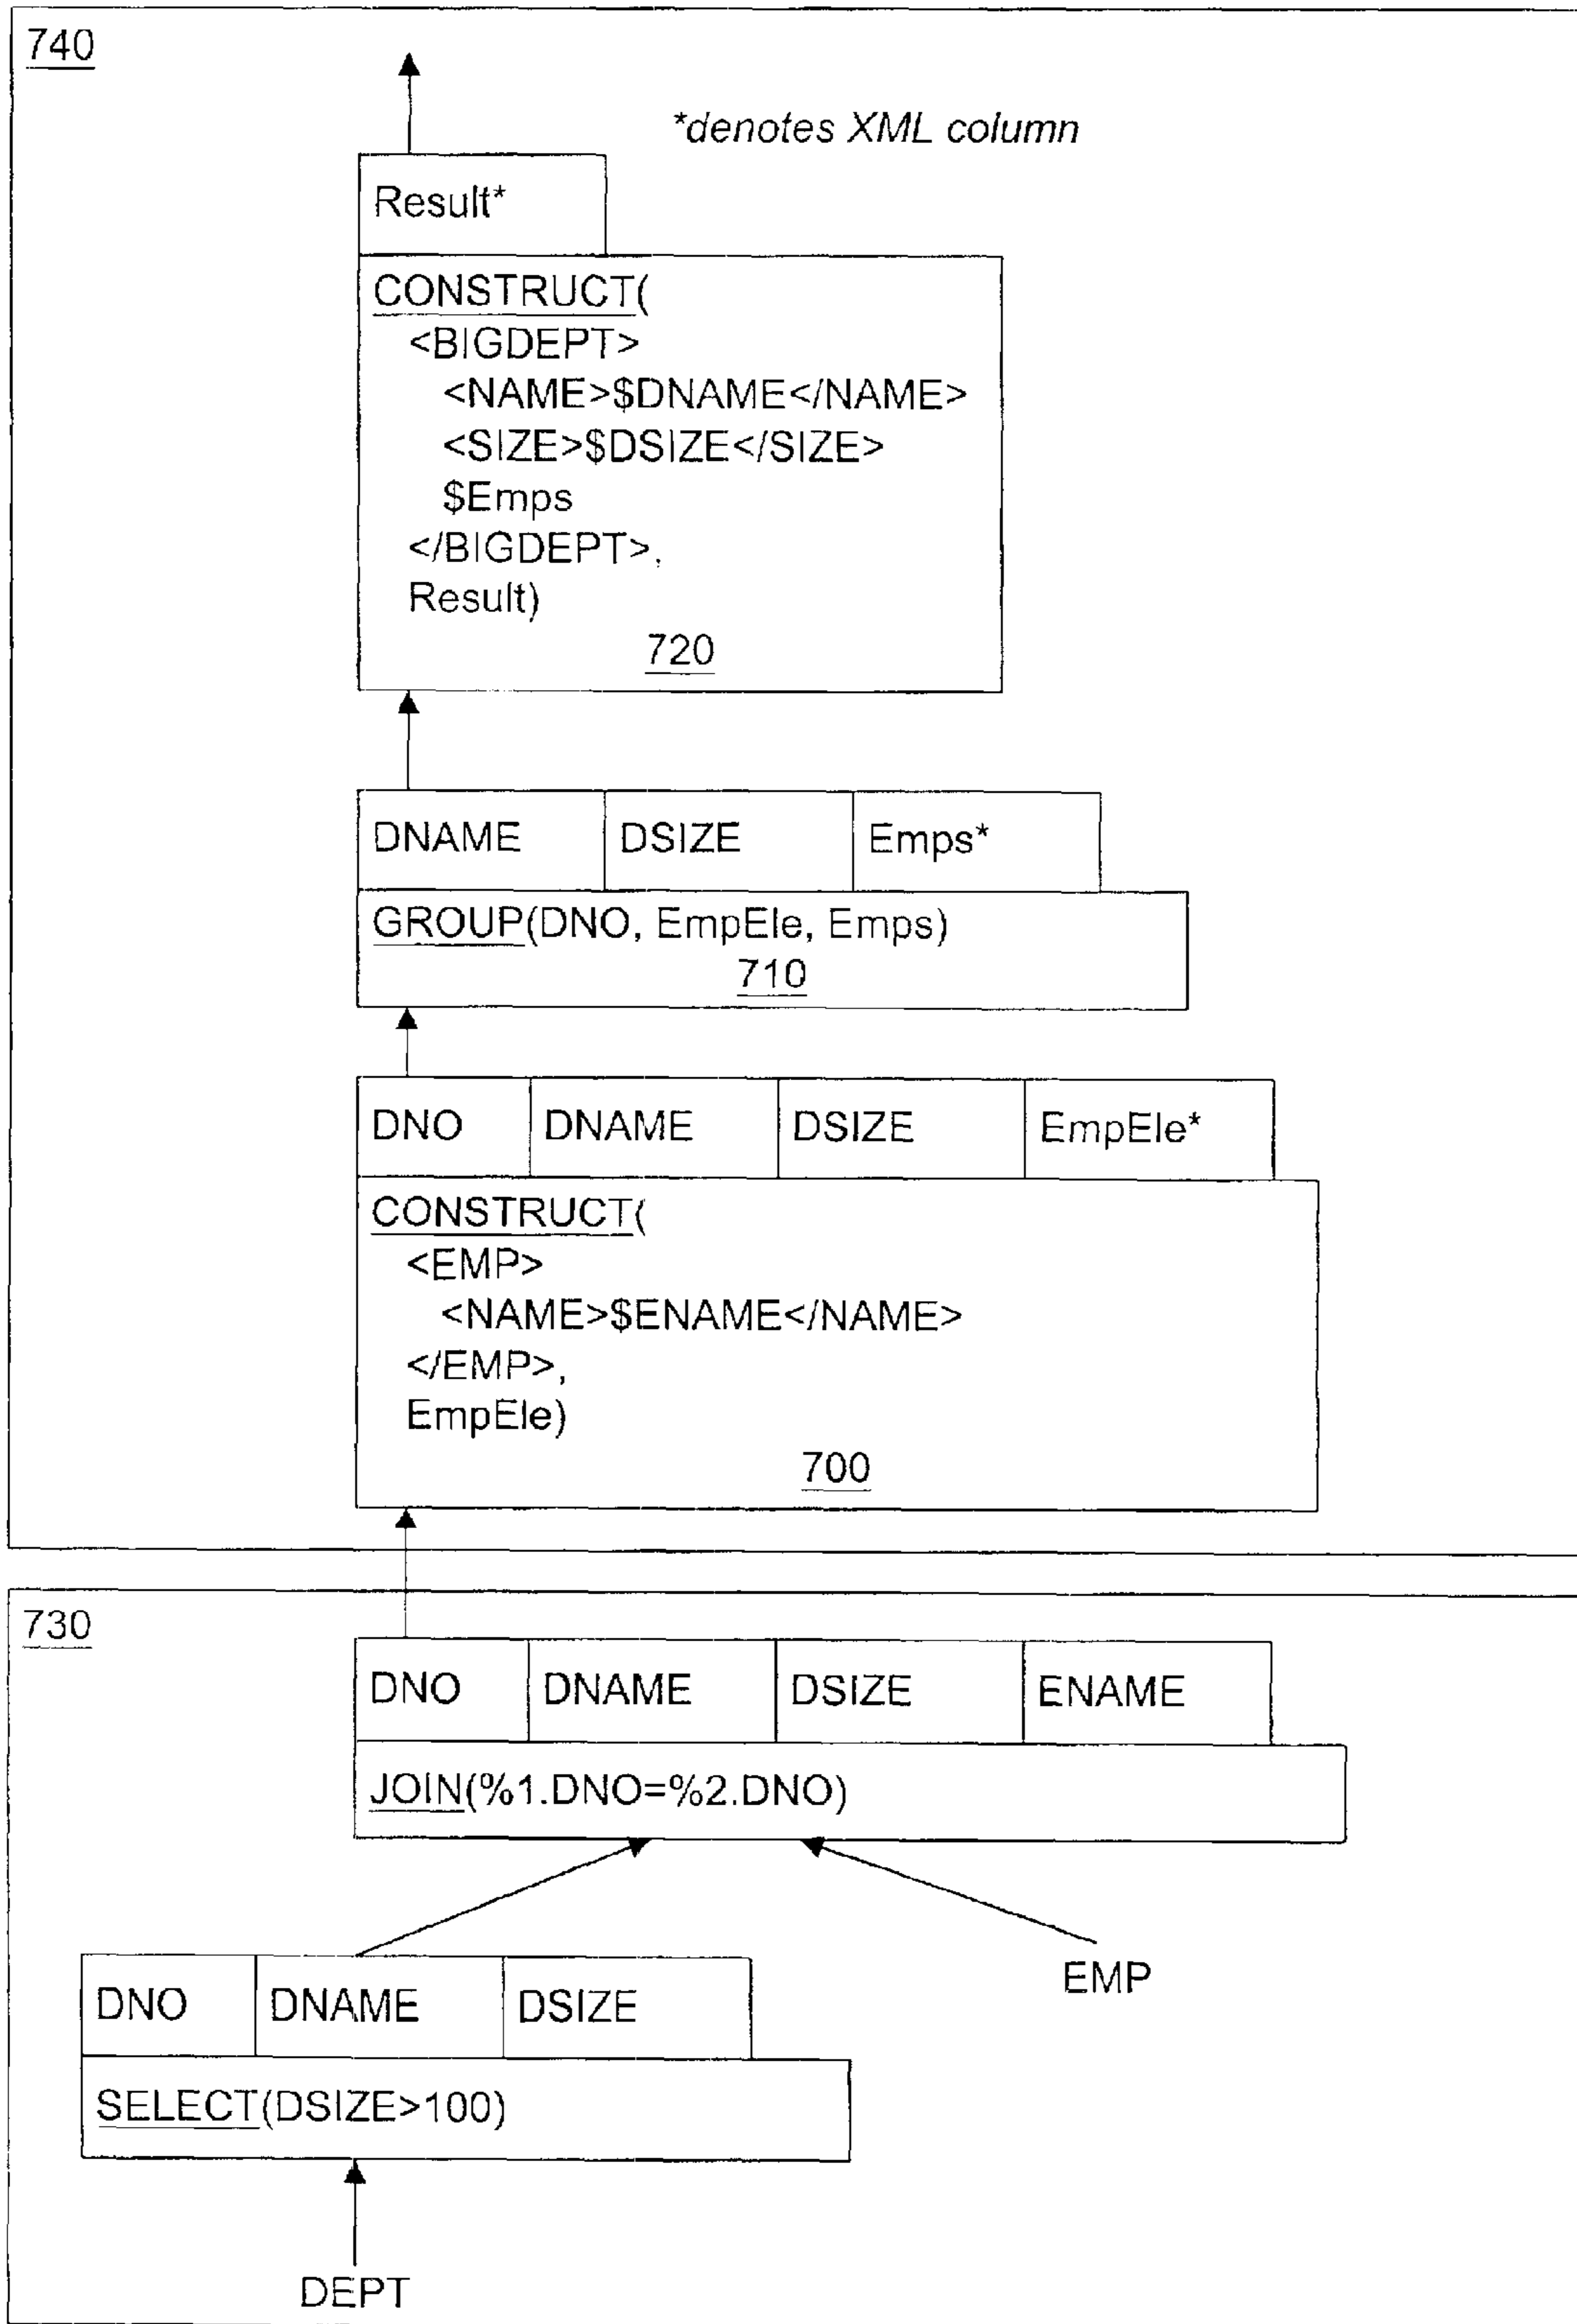 740
*denotes XML column
Result*
CONSTRUCT(
<BIGDEPT>
<NAME>$DNAME</NAME>
<SIZE>$DSIZE</SIZE>
$Emps
</BIGDEPT>,
Result)
720
DNAME DSIZE Emps*
GROUP(DNO, EmpEle, Emps)
710
DNO DNAME DSIZE EmpEle*
CONSTRUCT(
<EMP>
<NAME>$ENAME</NAME>
</EMP>,
EmpEle)
700
730
DNO DNAME DSIZE ENAME
JOIN(%1.DNO=%2.DNO)
EMP
DNO DNAME DSIZE
SELECT(DSIZE>100)
DEPT